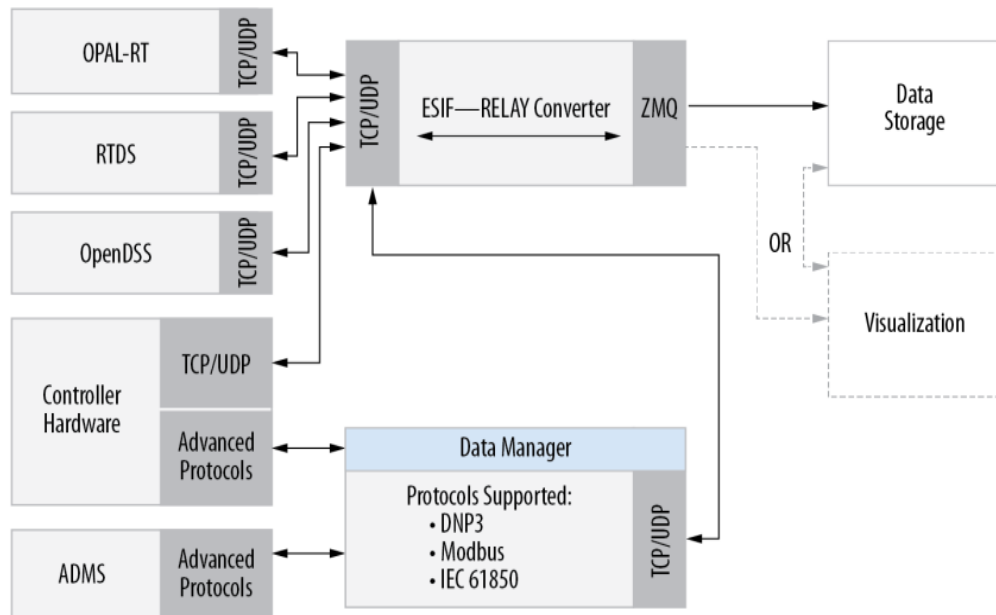 OPAL-RT
TCP/UDP
RTDS
TCP/UDP
OpenDSS
TCP/UDP
Controller
Hardware
TCP/UDP
Advanced
Protocols
ADMS
Advanced
Protocols
TCP/UDP
ESIF—RELAY Converter
ZMQ
Data Manager
Protocols Supported:
• DNP3
• Modbus
• IEC 61850
TCP/UDP
Data
Storage
OR
Visualization